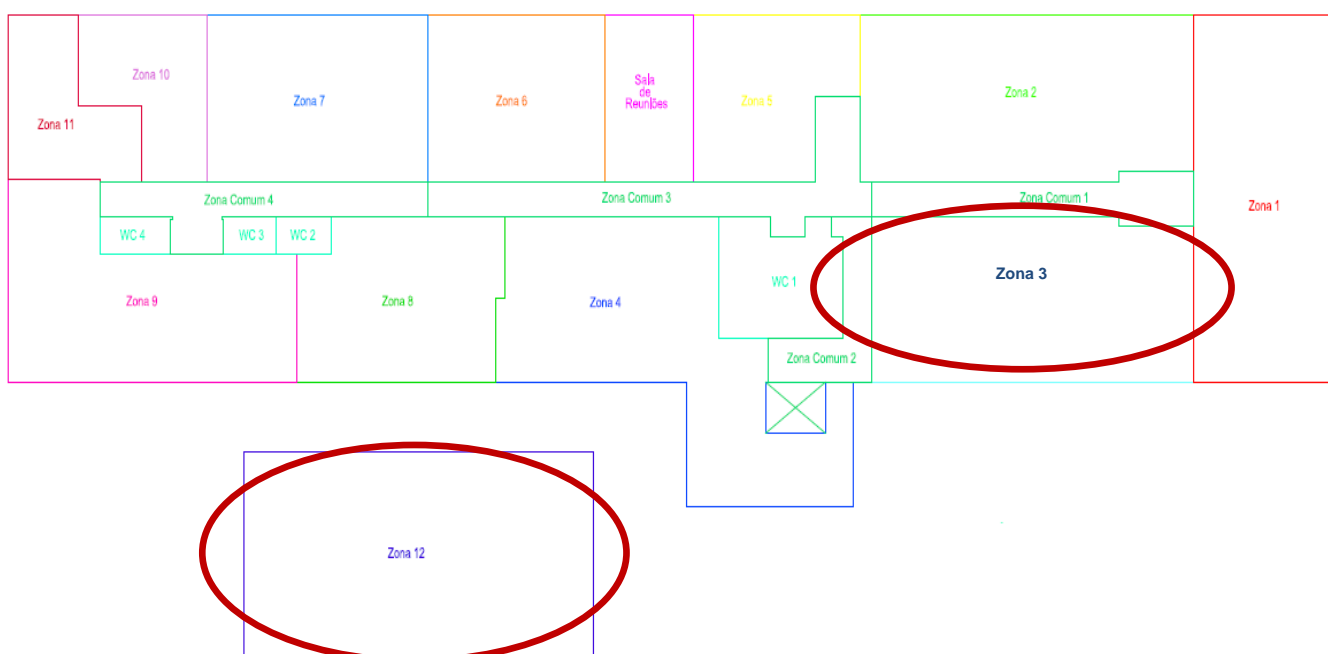 Zona 10
Zona 7
Zona 6
Sala
de
Reuniões
Zona 5
Zona 2
Zona 11
Zona Comum 4
Zona Comum 3
Zona Comum 1
Zona 1
WC 4
WC 3
WC 2
Zona 9
Zona 8
Zona 4
WC 1
Zona 3
Zona Comum 2
Zona 12